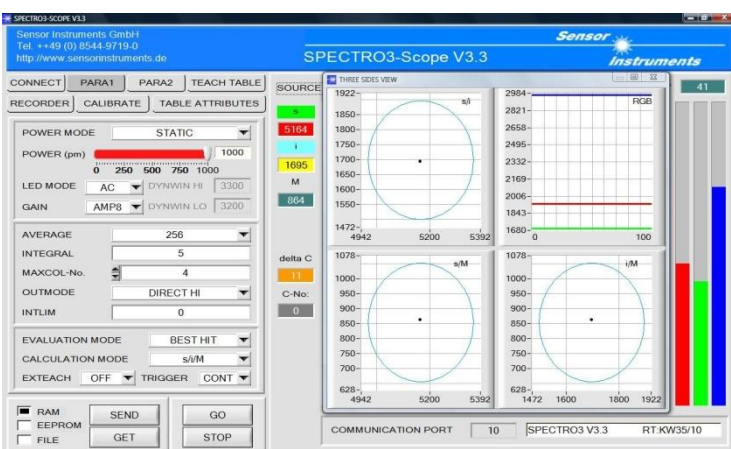 SPECTRO3-SCOPE V3.3
Sensor Instruments GmbH
Tel. ++49 (0) 8544-9719-0
http://www.sensorinstruments.de
SPECTRO3-Scope V3.3
Sensor
Instruments
CONNECT PARA1 PARA2 TEACH TABLE
RECORDER CALIBRATE TABLE ATTRIBUTES
POWER MODE STATIC
POWER (pm) 1000
0 250 500 750 1000
LED MODE AC DYNWIN HI 3300
GAIN AMP8 DYNWIN LO 3200
AVERAGE 256
INTEGRAL 5
MAXCOL-No. 4
OUTMODE DIRECT HI
INTLIM 0
EVALUATION MODE BEST HIT
CALCULATION MODE s/i/M
EXTEACH OFF TRIGGER CONT
RAM
EEPROM
FILE
SEND GO
GET STOP
SOURCE
s
5164
i
1695
M
864
delta C
11
C-No:
0
THREE SIDES VIEW
1922
1850
1800
1750
1700
1650
1600
1550
1472
4942 5200 5392
s/i
2984
2821
2658
2495
2332
2169
2006
1843
1680
0 100
RGB
1078
1000
950
900
850
800
750
700
628
4942 5200 5392
s/M
1078
1000
950
900
850
800
750
700
628
1472 1600 1800 1922
i/M
41
COMMUNICATION PORT 10 SPECTRO3 V3.3 RT:KW35/10